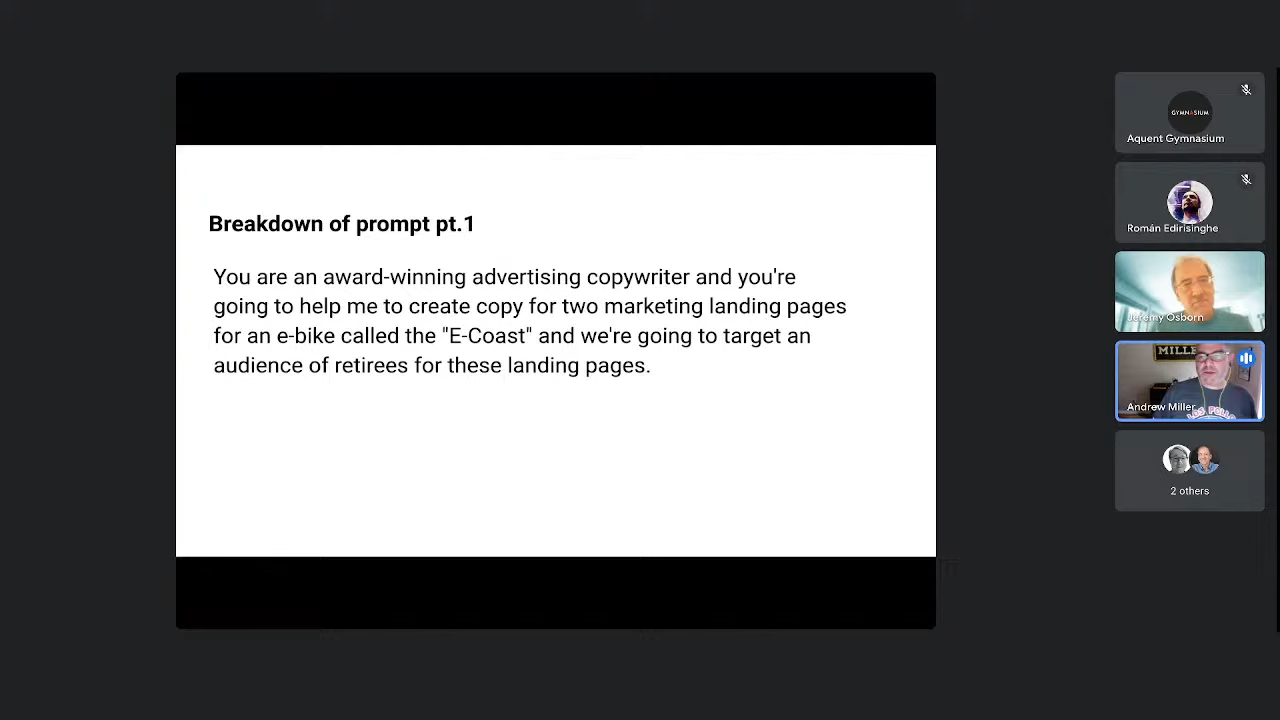 Breakdown of prompt pt.1
You are an award-winning advertising copywriter and you're
going to help me to create copy for two marketing landing pages
for an e-bike called the "E-Coast" and we're going to target an
audience of retirees for these landing pages.
GYMNASIUM
Aquent Gymnasium
Román Edirisinghe
Jeremy Osborn
MILLE
Andrew Miller
2 others